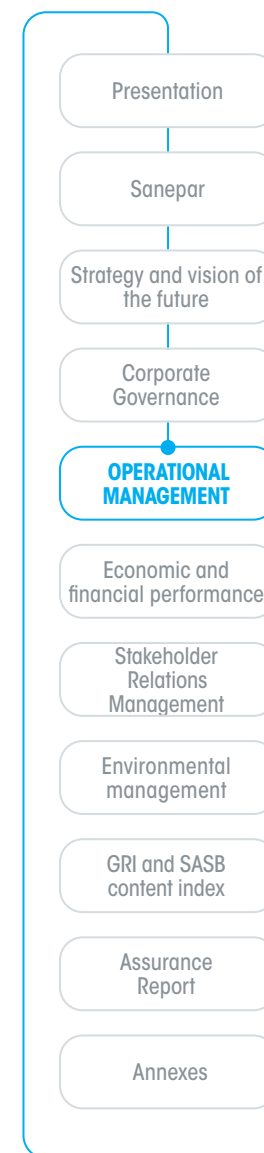 Presentation
Sanepar
Strategy and vision of
the future
Corporate
Governance
OPERATIONAL
MANAGEMENT
Economic and
financial performance
Stakeholder
Relations
Management
Environmental
management
GRI and SASB
content index
Assurance
Report
Annexes